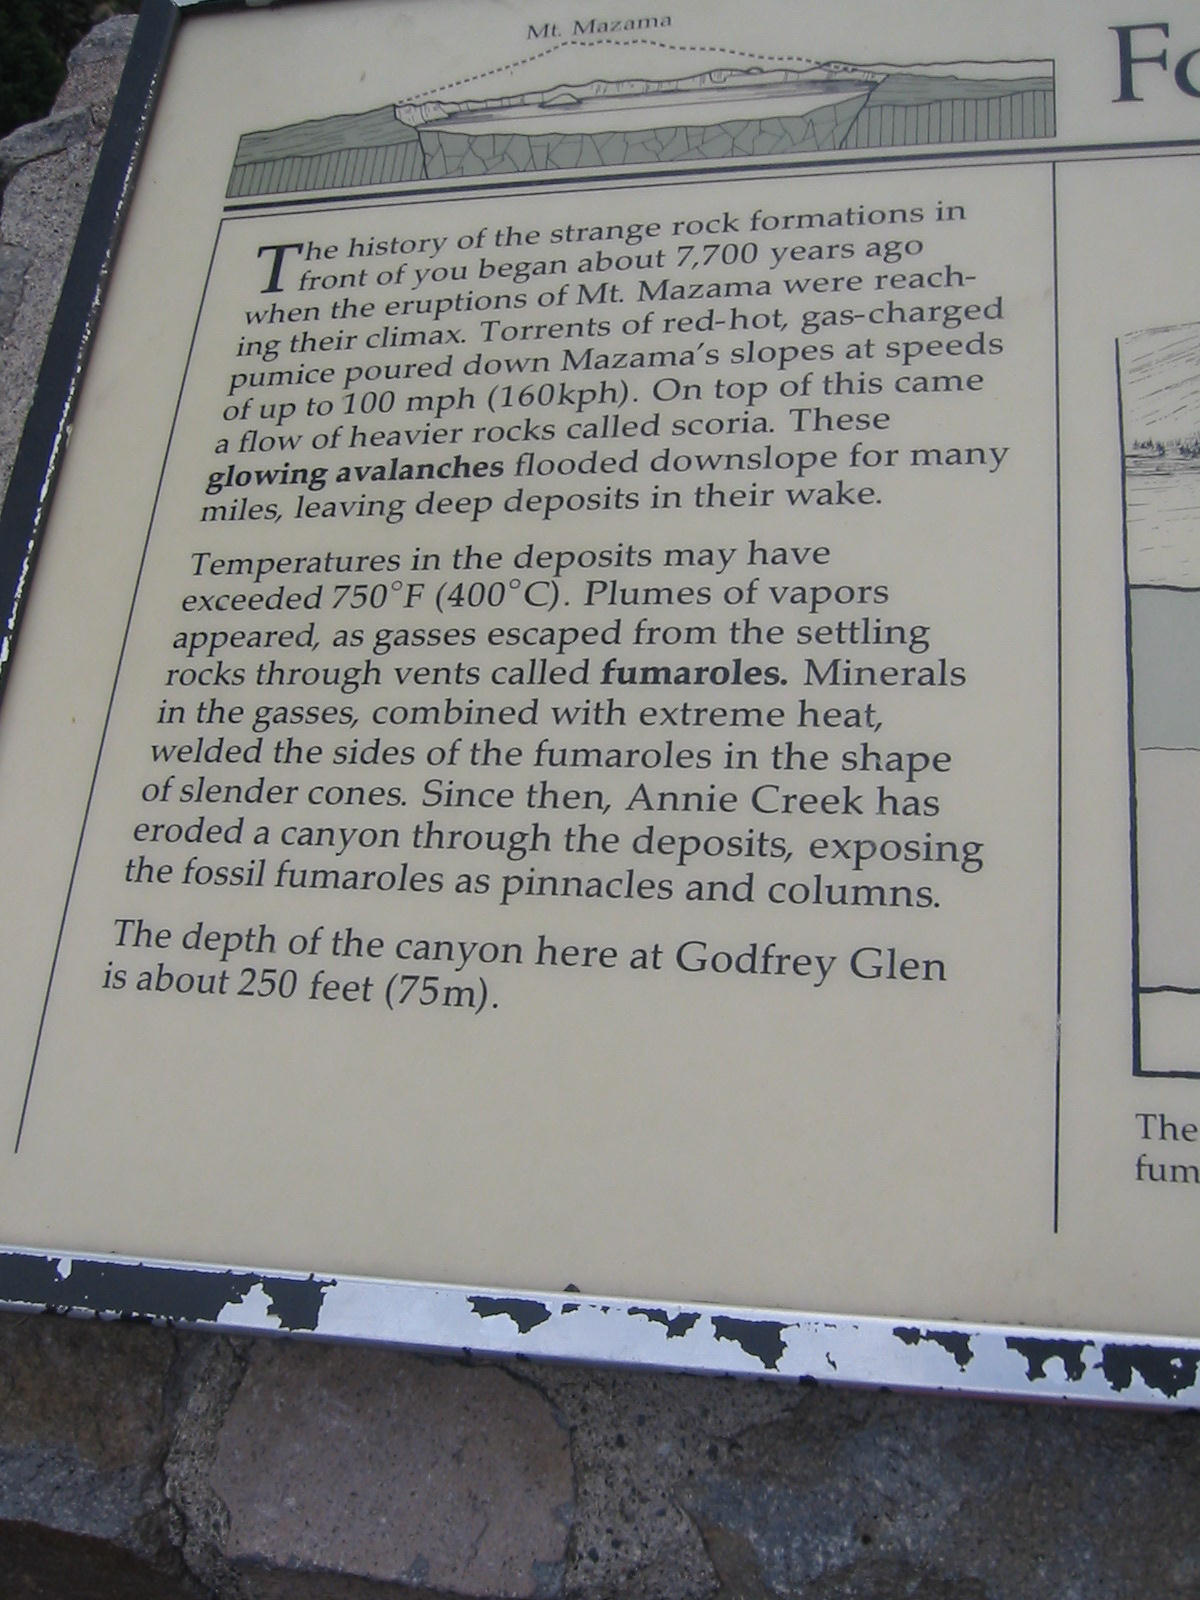 Mt. Mazama
Fo
The history of the strange rock formations in
front of you began about 7,700 years ago
when the eruptions of Mt. Mazama were reach-
ing their climax. Torrents of red-hot, gas-charged
pumice poured down Mazama's slopes at speeds
of up to 100 mph (160kph). On top of this came
a flow of heavier rocks called scoria. These
glowing avalanches flooded downslope for many
miles, leaving deep deposits in their wake.
Temperatures in the deposits may have
exceeded 750°F (400°C). Plumes of vapors
appeared, as gasses escaped from the settling
rocks through vents called fumaroles. Minerals
in the gasses, combined with extreme heat,
welded the sides of the fumaroles in the shape
of slender cones. Since then, Annie Creek has
eroded a canyon through the deposits, exposing
the fossil fumaroles as pinnacles and columns.
The depth of the canyon here at Godfrey Glen
is about 250 feet (75m).
The
fum